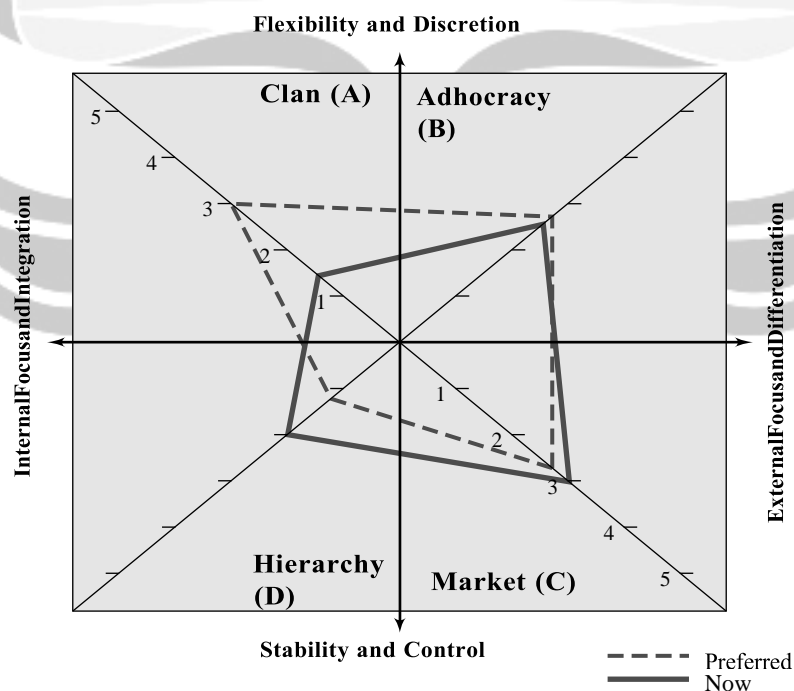 Flexibility and Discretion
Clan (A)
Adhocracy
(B)
5
4
3
2
1
InternalFocusandIntegration
ExternalFocusandDifferentiation
1
2
3
4
5
Hierarchy
(D)
Market (C)
Stability and Control
Preferred
Now